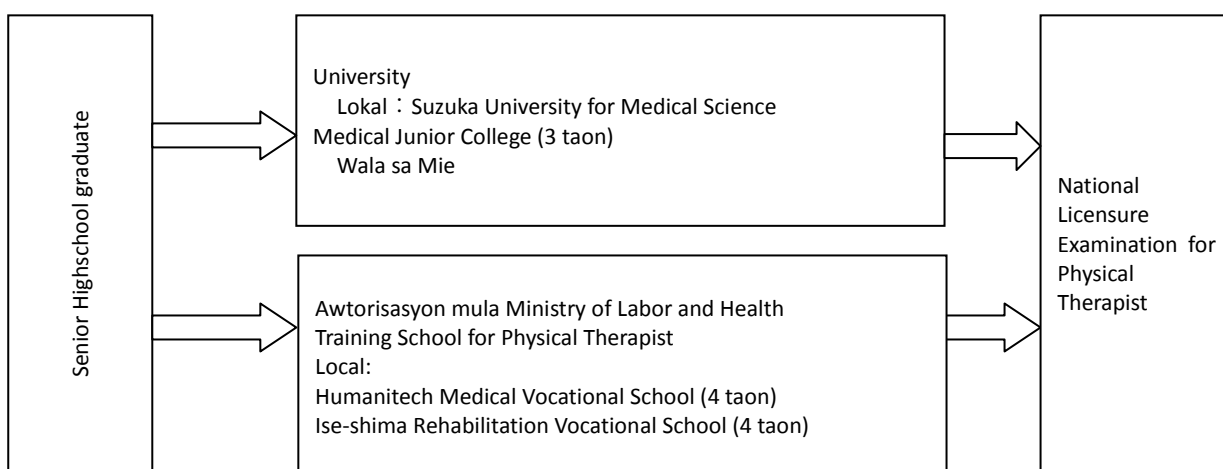 Senior Highschool graduate
University
Lokal：Suzuka University for Medical Science
Medical Junior College (3 taon)
Wala sa Mie
Awtorisasyon mula Ministry of Labor and Health
Training School for Physical Therapist
Local:
Humanitech Medical Vocational School (4 taon)
Ise-shima Rehabilitation Vocational School (4 taon)
National
Licensure
Examination for
Physical
Therapist